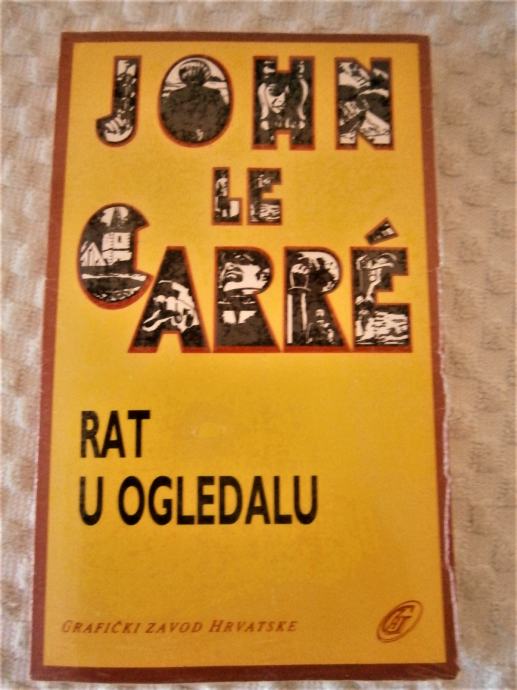 JOHN
LE
CARRÉ
RAT
U OGLEDALU
GRAFIČKI ZAVOD HRVATSKE